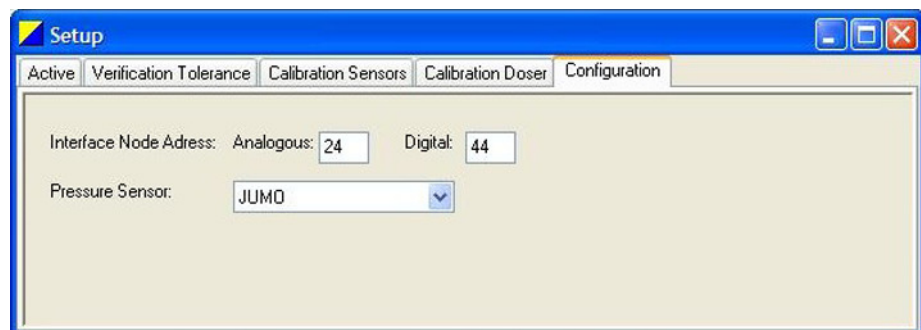 Setup
Active Verification Tolerance Calibration Sensors Calibration Doser Configuration
Interface Node Adress: Analogous: 24 Digital: 44
Pressure Sensor: JUMO